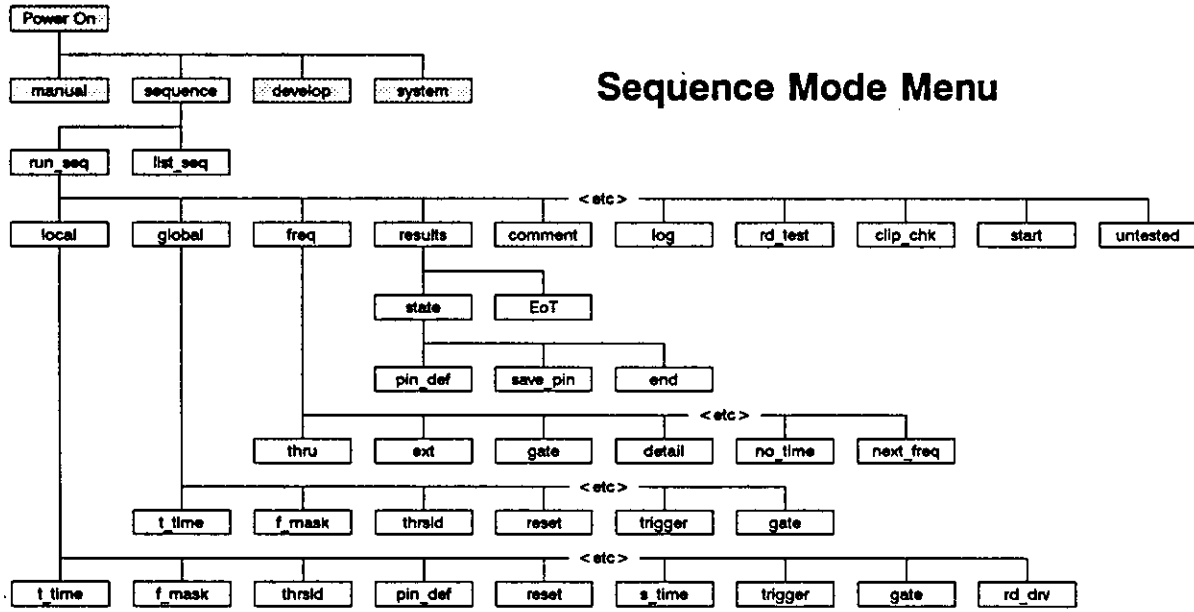 Power On
manual sequence develop system
Sequence Mode Menu
run_seq list_seq
<etc>
local global freq results comment log rd_test clip_chk start untested
state EoT
pin_def save_pin end
<etc>
thru ext gate detail no_time next_freq
<etc>
t_time f_mask thrsld reset trigger gate
<etc>
t_time f_mask thrsld pin_def reset s_time trigger gate rd_drv